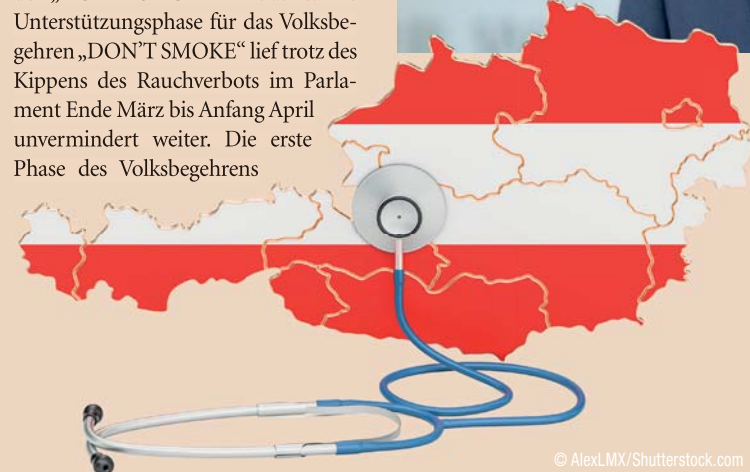 Unterstützungsphase für das Volksbe-
gehren „DON'T SMOKE“ lief trotz des
Kippens des Rauchverbots im Parla-
ment Ende März bis Anfang April
unvermindert weiter. Die erste
Phase des Volksbegehrens
© AlexLMX/Shutterstock.com